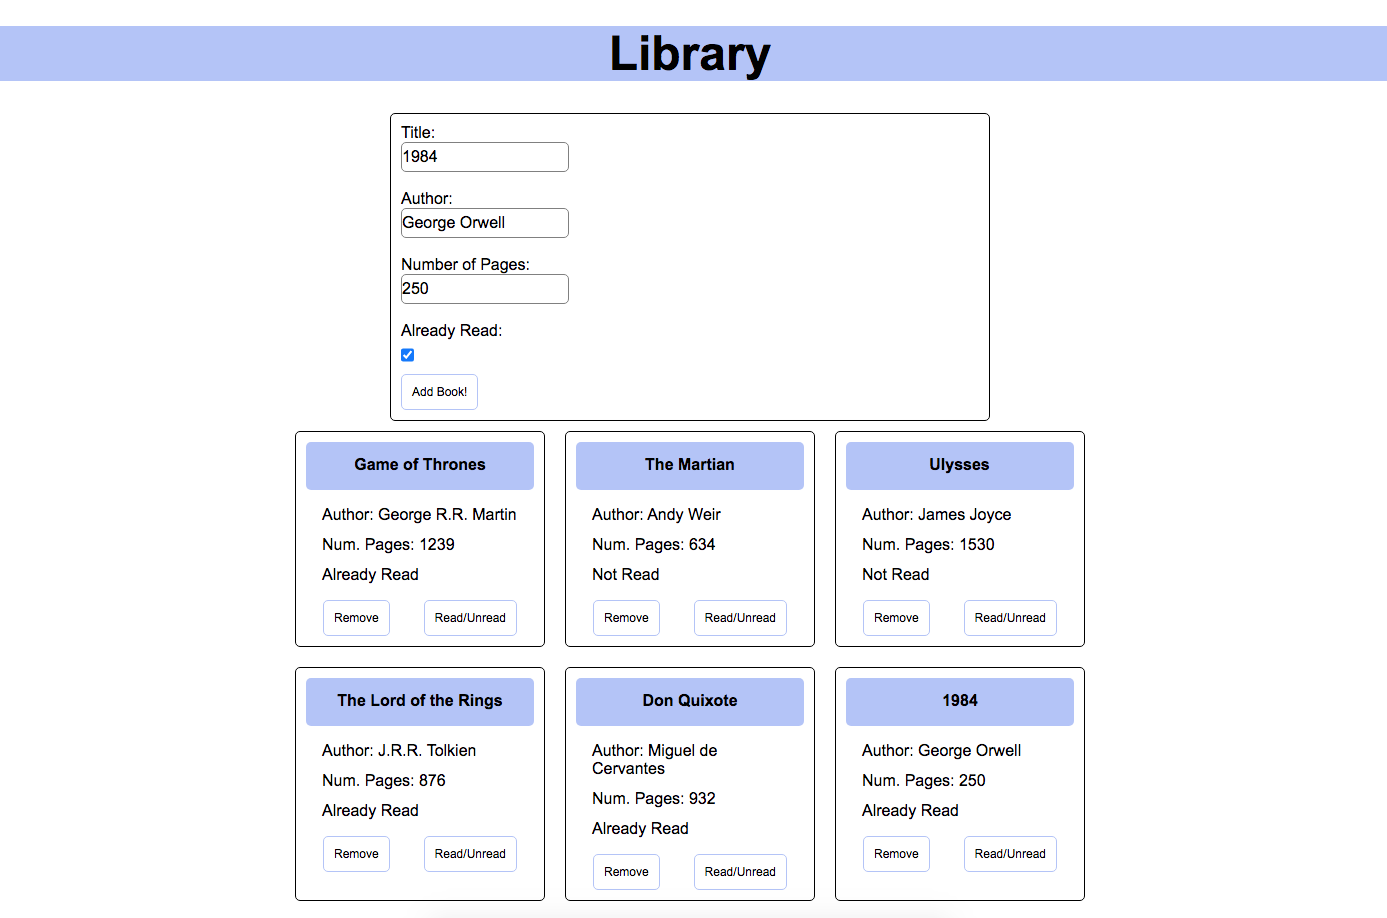 Library
Title:
1984
Author:
George Orwell
Number of Pages:
250
Already Read:
Add Book!
Game of Thrones
Author: George R.R. Martin
Num. Pages: 1239
Already Read
Remove
Read/Unread
The Martian
Author: Andy Weir
Num. Pages: 634
Not Read
Remove
Read/Unread
Ulysses
Author: James Joyce
Num. Pages: 1530
Not Read
Remove
Read/Unread
The Lord of the Rings
Author: J.R.R. Tolkien
Num. Pages: 876
Already Read
Remove
Read/Unread
Don Quixote
Author: Miguel de
Cervantes
Num. Pages: 932
Already Read
Remove
Read/Unread
1984
Author: George Orwell
Num. Pages: 250
Already Read
Remove
Read/Unread